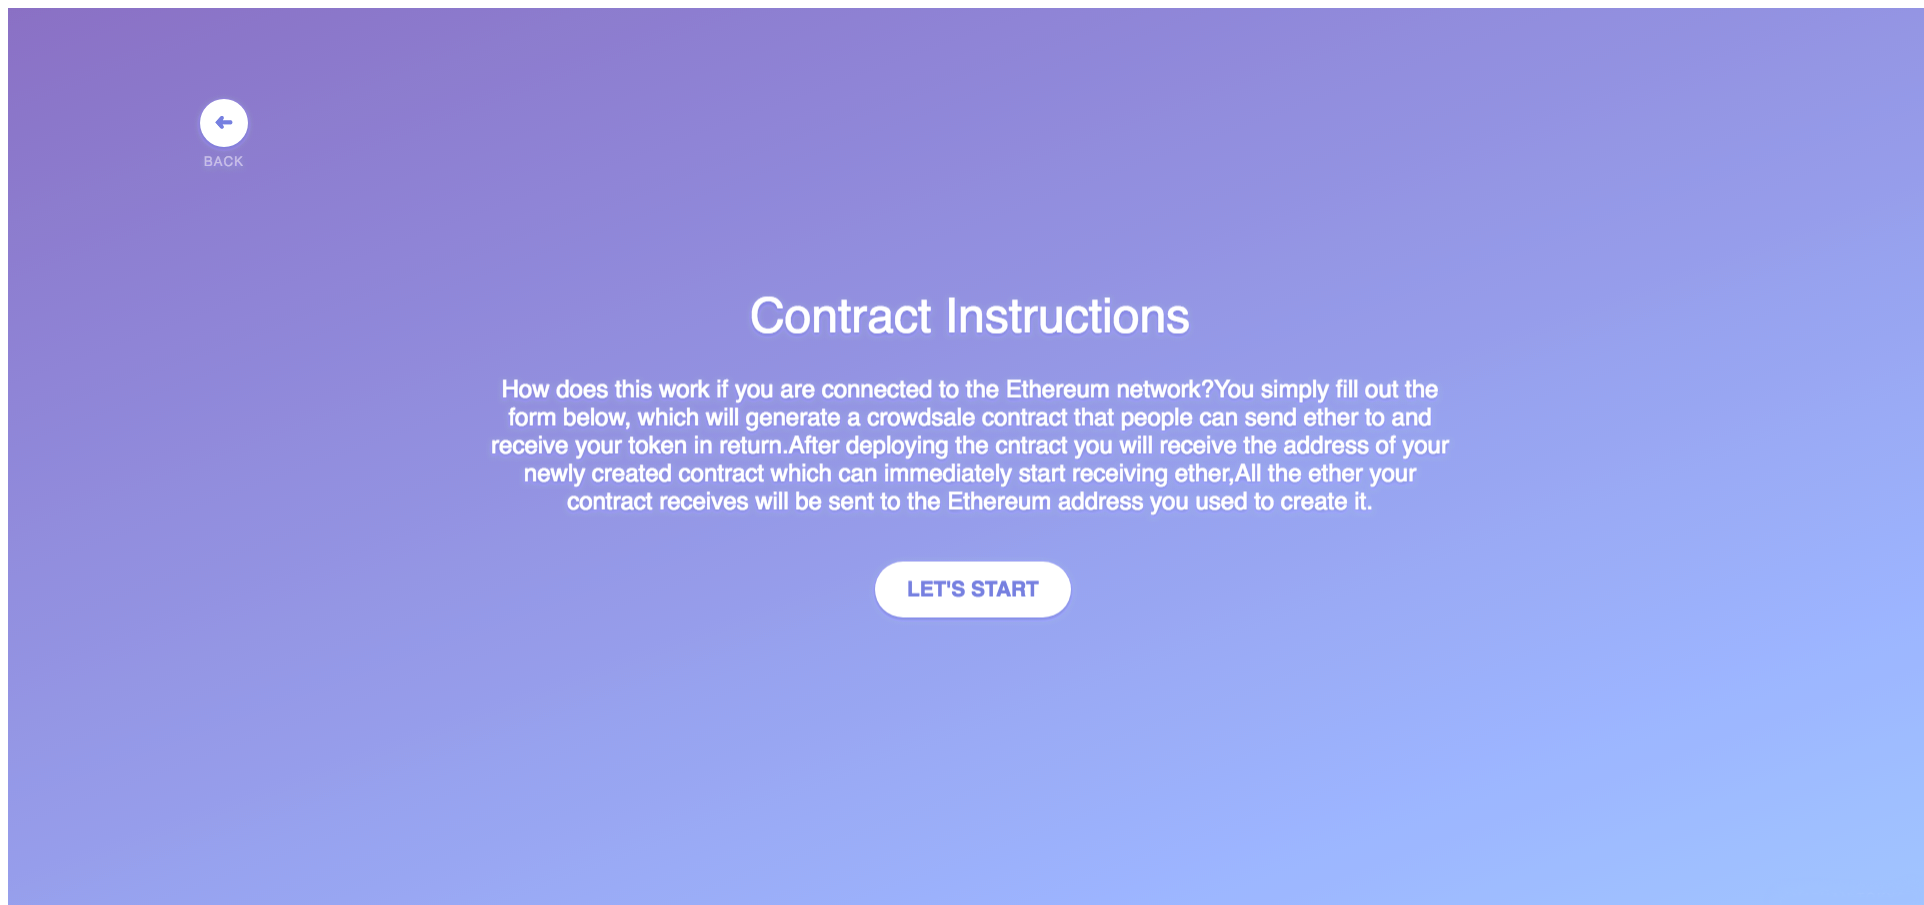 BACK
Contract Instructions
How does this work if you are connected to the Ethereum network?You simply fill out the
form below, which will generate a crowdsale contract that people can send ether to and
receive your token in return.After deploying the cntract you will receive the address of your
newly created contract which can immediately start receiving ether,All the ether your
contract receives will be sent to the Ethereum address you used to create it.
LET'S START